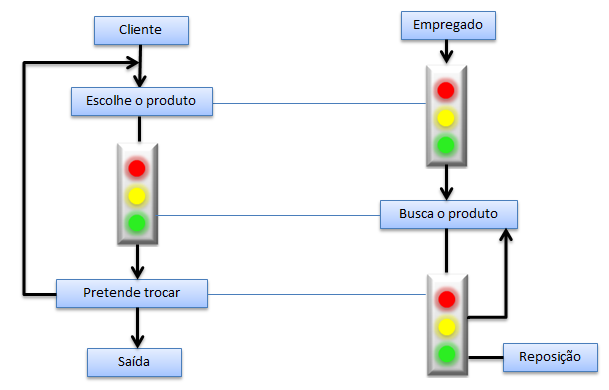 Cliente
Empregado
Escolhe o produto
Busca o produto
Pretende trocar
Saída
Reposição